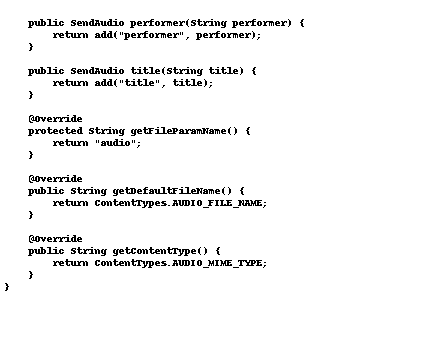 public SendAudio performer(String performer) {
        return add("performer", performer);
    }

    public SendAudio title(String title) {
        return add("title", title);
    }

    @Override
    protected String getFileParamName() {
        return "audio";
    }

    @Override
    public String getDefaultFileName() {
        return ContentTypes.AUDIO_FILE_NAME;
    }

    @Override
    public String getContentType() {
        return ContentTypes.AUDIO_MIME_TYPE;
    }
}